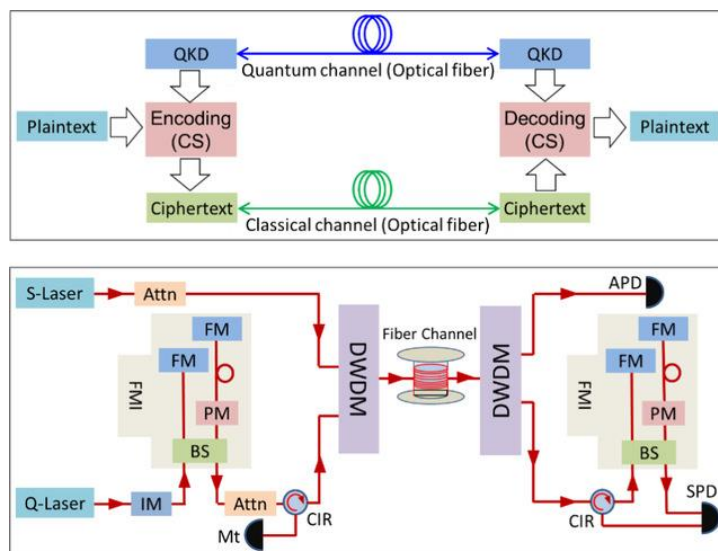 QKD
QKD
Quantum channel (Optical fiber)
Plaintext
Encoding
(CS)
Decoding
(CS)
Plaintext
Ciphertext
Ciphertext
Classical channel (Optical fiber)
S-Laser
Attn
APD
FM
FM
FMI
PM
BS
DWDM
Fiber Channel
DWDM
FM
FM
FMI
PM
BS
Q-Laser
IM
Attn
Mt
CIR
CIR
SPD